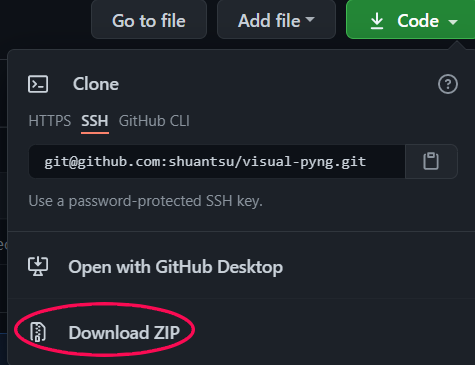 Go to file
Add file
Code
Clone
HTTPS SSH GitHub CLI
git@github.com:shuantsu/visual-pyng.git
Use a password-protected SSH key.
Open with GitHub Desktop
Download ZIP